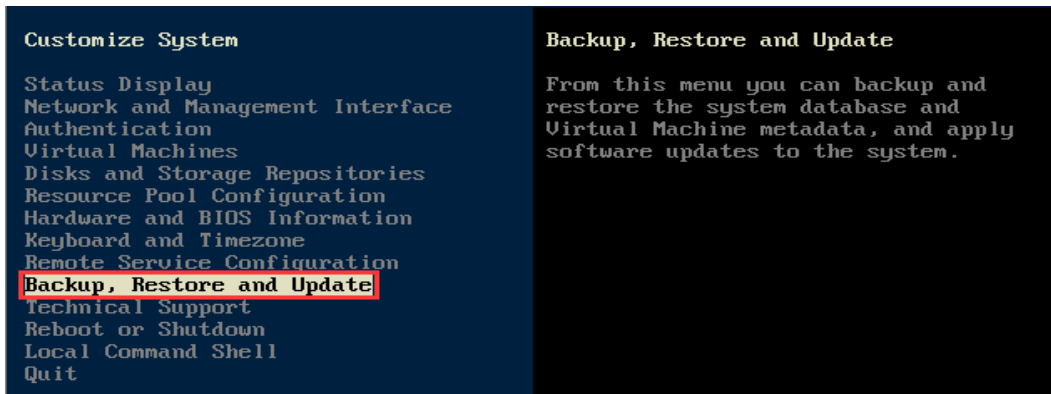 Customize System
Status Display
Network and Management Interface
Authentication
Virtual Machines
Disks and Storage Repositories
Resource Pool Configuration
Hardware and BIOS Information
Keyboard and Timezone
Remote Service Configuration
Backup, Restore and Update
Technical Support
Reboot or Shutdown
Local Command Shell
Quit
Backup, Restore and Update
From this menu you can backup and
restore the system database and
Virtual Machine metadata, and apply
software updates to the system.